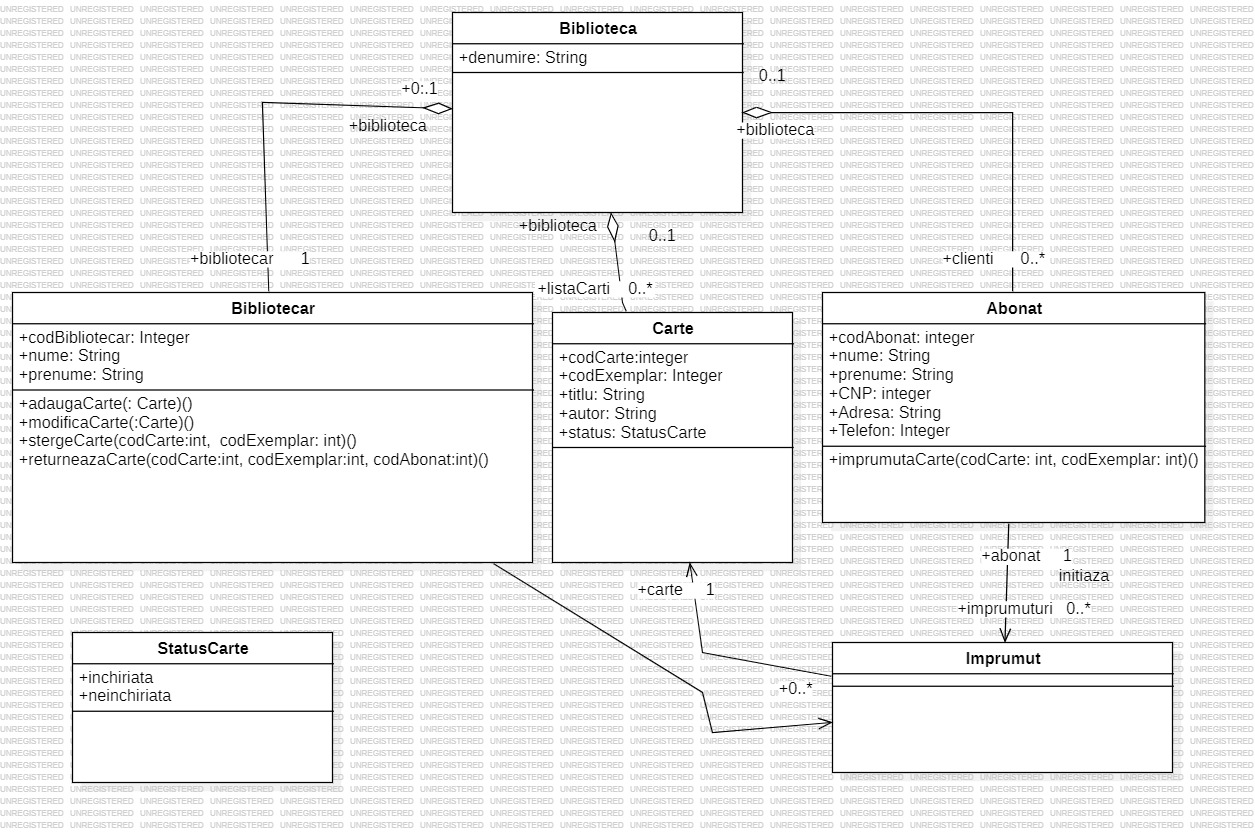 Biblioteca
+denumire: String
+0:.1
+biblioteca
0..1
+biblioteca
+biblioteca
0..1
+bibliotecar 1
+listaCarti 0..*
+clienti 0..*
Bibliotecar
+codBibliotecar: Integer
+nume: String
+prenume: String
+adaugaCarte(: Carte)()
+modificaCarte(:Carte)()
+stergeCarte(codCarte:int, codExemplar: int)()
+returneazaCarte(codCarte:int, codExemplar:int, codAbonat:int)()
Carte
+codCarte:integer
+codExemplar: Integer
+titlu: String
+autor: String
+status: StatusCarte
Abonat
+codAbonat: integer
+nume: String
+prenume: String
+CNP: integer
+Adresa: String
+Telefon: Integer
+imprumutaCarte(codCarte: int, codExemplar: int)()
+abonat 1
initiaza
+imprumuturi 0..*
+carte 1
+0..*
StatusCarte
+inchiriata
+neinchiriata
Imprumut
UNREGISTERED